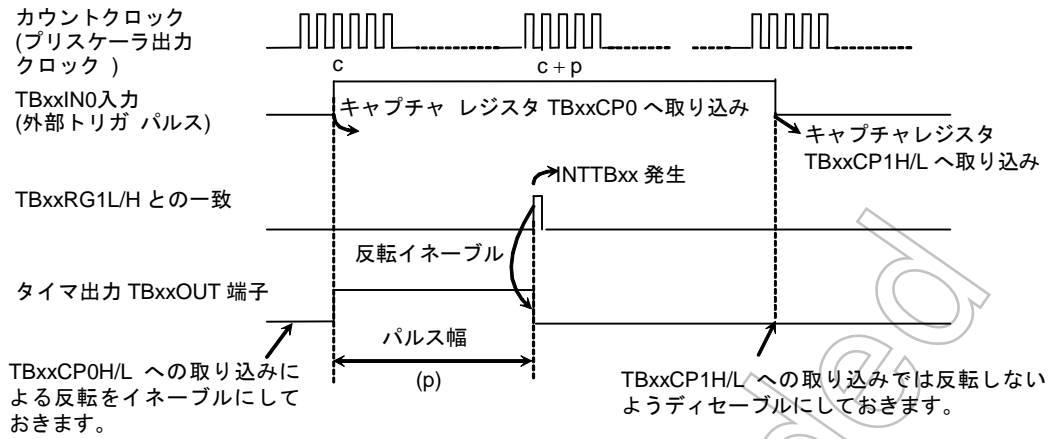 カウントクロック
(プリスケーラ出力
クロック )
c
c + p
TBxxIN0入力
(外部トリガ パルス)
キャプチャ レジスタ TBxxCP0 へ取り込み
キャプチャレジスタ
TBxxCP1H/L へ取り込み
INTTBxx 発生
TBxxRG1L/H との一致
反転イネーブル
タイマ出力 TBxxOUT 端子
パルス幅
(p)
TBxxCP0H/L への取り込みに
よる反転をイネーブルにして
おきます。
TBxxCP1H/L への取り込みでは反転しない
ようディセーブルにしておきます。